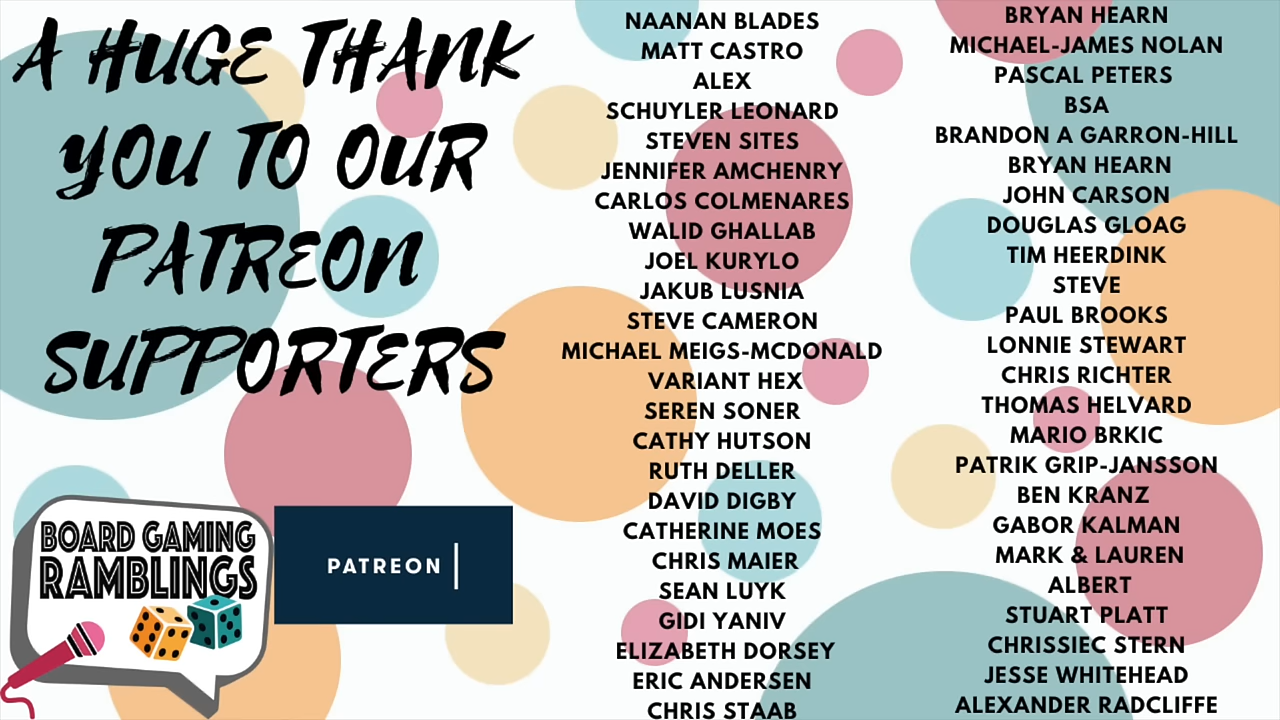 A HUGE THANK
YOU TO OUR
PATREON
SUPPORTERS
BOARD GAMING
RAMBLINGS
PATREON
NAANAN BLADES
MATT CASTRO
ALEX
SCHUYLER LEONARD
STEVEN SITES
JENNIFER AMCHENRY
CARLOS COLMENARES
WALID GHALLAB
JOEL KURYLO
JAKUB LUSNIA
STEVE CAMERON
MICHAEL MEIGS-MCDONALD
VARIANT HEX
SEREN SONER
CATHY HUTSON
RUTH DELLER
DAVID DIGBY
CATHERINE MOES
CHRIS MAIER
SEAN LUYK
GIDI YANIV
ELIZABETH DORSEY
ERIC ANDERSEN
CHRIS STAAB
BRYAN HEARN
MICHAEL-JAMES NOLAN
PASCAL PETERS
BSA
BRANDON A GARRON-HILL
BRYAN HEARN
JOHN CARSON
DOUGLAS GLOAG
TIM HEERDINK
STEVE
PAUL BROOKS
LONNIE STEWART
CHRIS RICHTER
THOMAS HELVARD
MARIO BRKIC
PATRIK GRIP-JANSSON
BEN KRANZ
GABOR KALMAN
MARK & LAUREN
ALBERT
STUART PLATT
CHRISSIEC STERN
JESSE WHITEHEAD
ALEXANDER RADCLIFFE